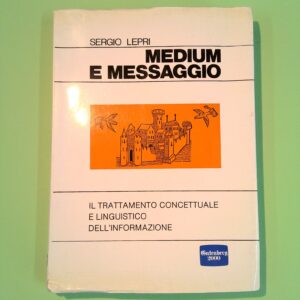 SERGIO LEPRI
MEDIUM
E MESSAGGIO
IL TRATTAMENTO CONCETTUALE
E LINGUISTICO
DELL'INFORMAZIONE
Gutenberg
2000